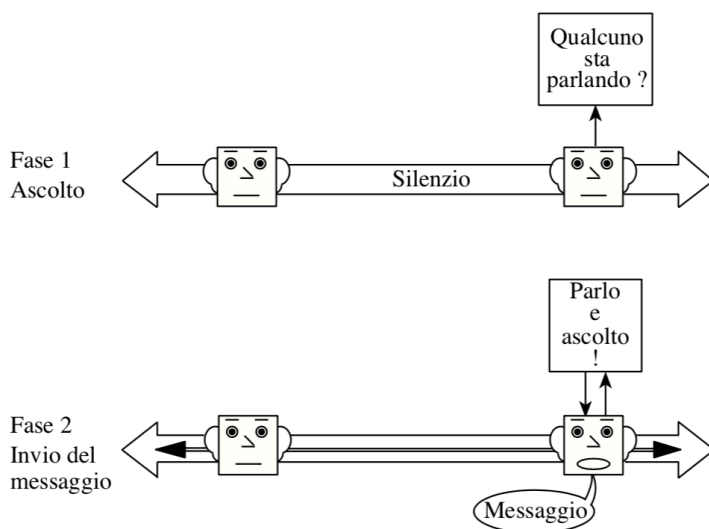 Qualcuno
sta
parlando ?
Fase 1
Ascolto
Silenzio
Parlo
e
ascolto
!
Fase 2
Invio del
messaggio
Messaggio